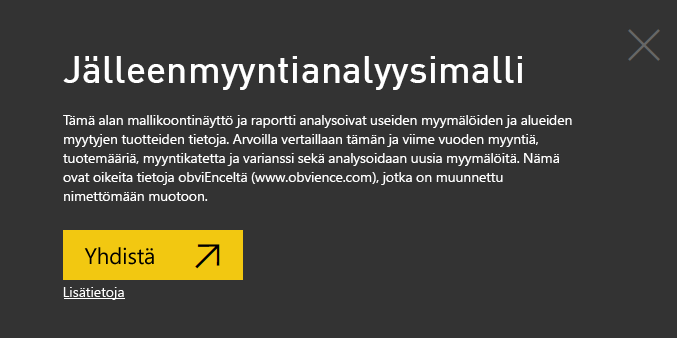 Jälleenmyyntianalyysimalli
Tämä alan mallikoontinäyttö ja raportti analysoivat useiden myymälöiden ja alueiden
myytyjen tuotteiden tietoja. Arvoilla vertaillaan tämän ja viime vuoden myyntiä,
tuotemääriä, myyntikatetta ja varianssi sekä analysoidaan uusia myymälöitä. Nämä
ovat oikeita tietoja obviEnceltä (www.obvience.com), jotka on muunnettu
nimettömään muotoon.
Yhdistä
Lisätietoja